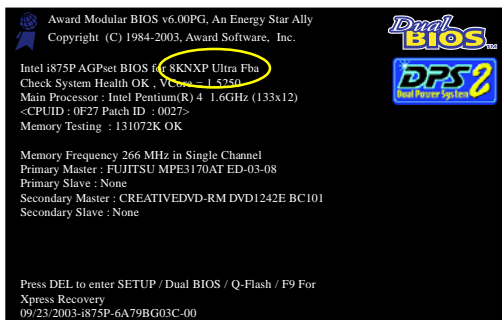 Award Modular BIOS v6.00PG, An Energy Star Ally
Copyright (C) 1984-2003, Award Software, Inc.
Dual
BIOS TM
Intel i875P AGPset BIOS for 8KNXP Ultra Fba
Check System Health OK , VCore = 1.5250
Main Processor : Intel Pentium(R) 4 1.6GHz (133x12)
<CPUID : 0F27 Patch ID : 0027>
Memory Testing : 131072K OK
DPS2
Dual Power System
Memory Frequency 266 MHz in Single Channel
Primary Master : FUJITSU MPE3170AT ED-03-08
Primary Slave : None
Secondary Master : CREATIVEDVD-RM DVD1242E BC101
Secondary Slave : None
Press DEL to enter SETUP / Dual BIOS / Q-Flash / F9 For
Xpress Recovery
09/23/2003-i875P-6A79BG03C-00